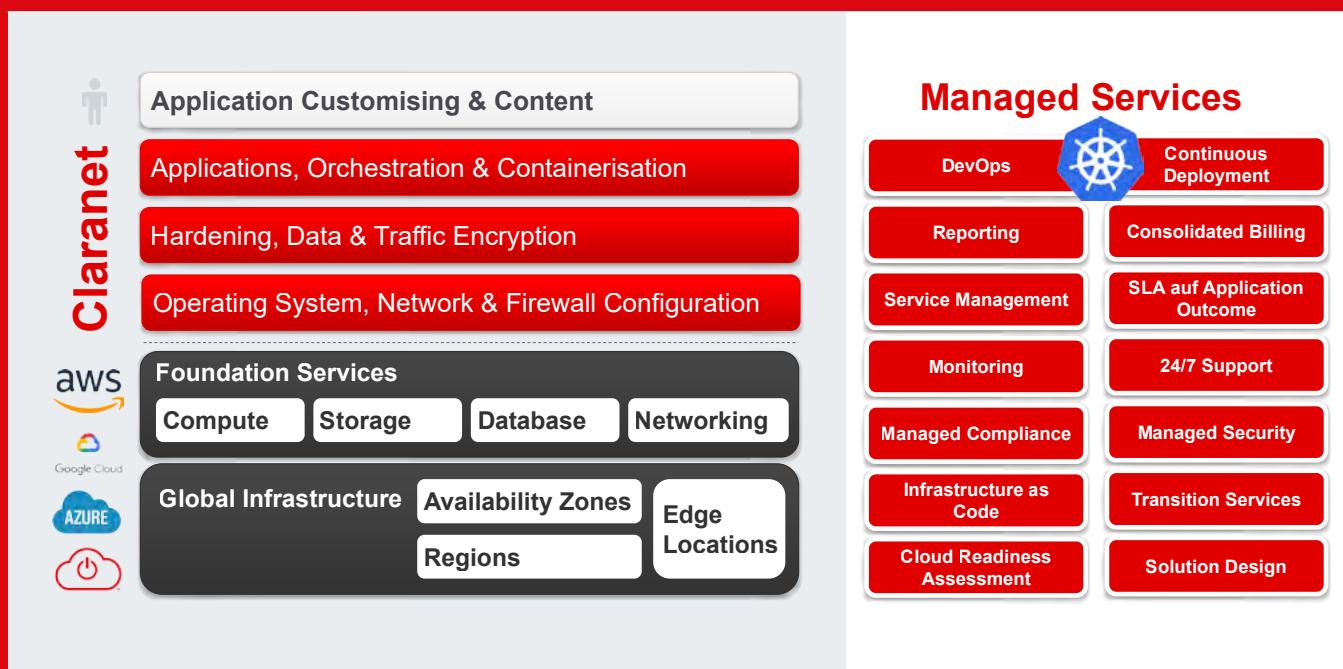 Application Customising & Content
Claranet
Applications, Orchestration & Containerisation
Hardening, Data & Traffic Encryption
Operating System, Network & Firewall Configuration
aws
Google Cloud
AZURE
Foundation Services
Compute
Storage
Database
Networking
Global Infrastructure
Availability Zones
Regions
Edge
Locations
Managed Services
DevOps
Continuous
Deployment
Reporting
Consolidated Billing
Service Management
SLA auf Application
Outcome
Monitoring
24/7 Support
Managed Compliance
Managed Security
Infrastructure as
Code
Transition Services
Cloud Readiness
Assessment
Solution Design